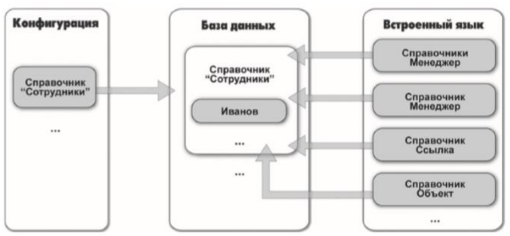 Конфигурация
Справочник
“Сотрудники”
...
База данных
Справочник
“Сотрудники”
Иванов
...
...
Встроенный язык
Справочники
Менеджер
Справочник
Менеджер
Справочник
Ссылка
Справочник
Объект
...